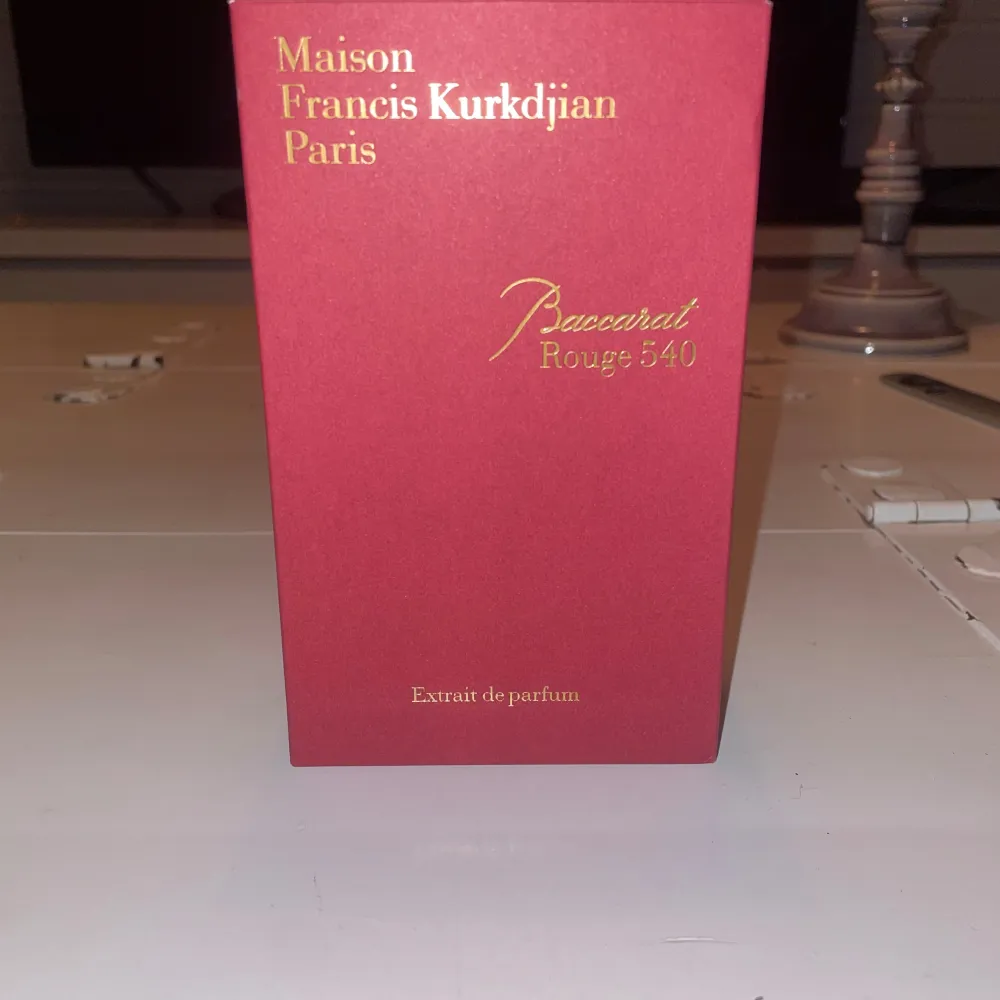 Maison
Francis Kurkdjian
Paris
Baccarat
Rouge 540
Extrait de parfum